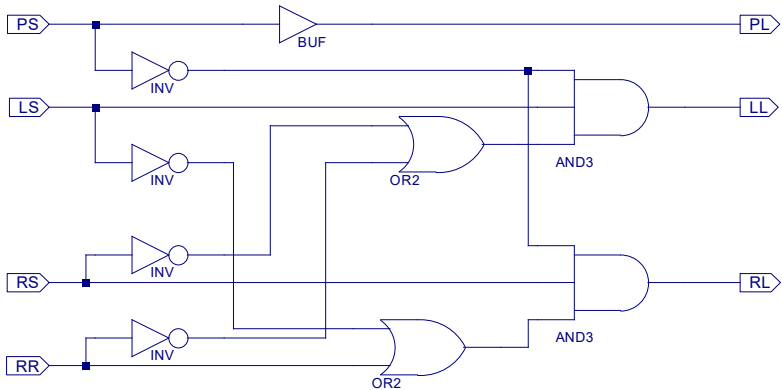 PS
PL
BUF
INV
LS
LL
INV
AND3
OR2
INV
RS
RL
INV
AND3
RR
OR2